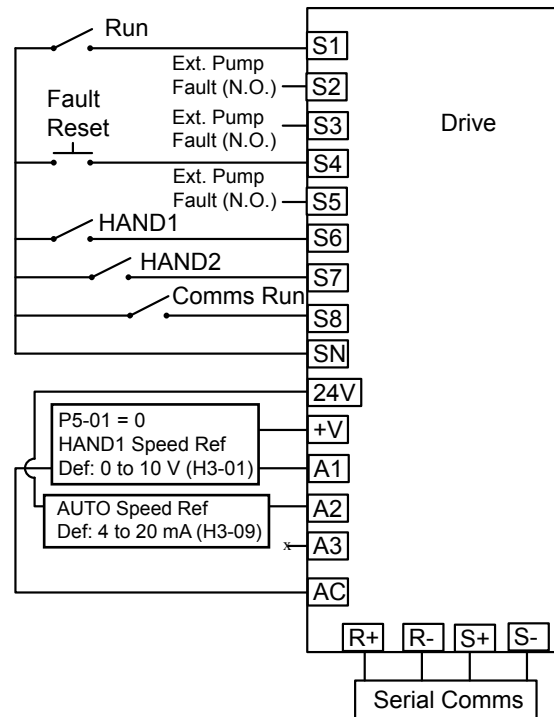 Run
S1
Ext. Pump
Fault (N.O.)
S2
Fault
Reset
Ext. Pump
Fault (N.O.)
S3
Drive
S4
Ext. Pump
Fault (N.O.)
S5
HAND1
S6
HAND2
S7
Comms Run
S8
SN
24V
P5-01 = 0
HAND1 Speed Ref
Def: 0 to 10 V (H3-01)
+V
A1
AUTO Speed Ref
Def: 4 to 20 mA (H3-09)
A2
x
A3
AC
R+ R- S+ S-
Serial Comms